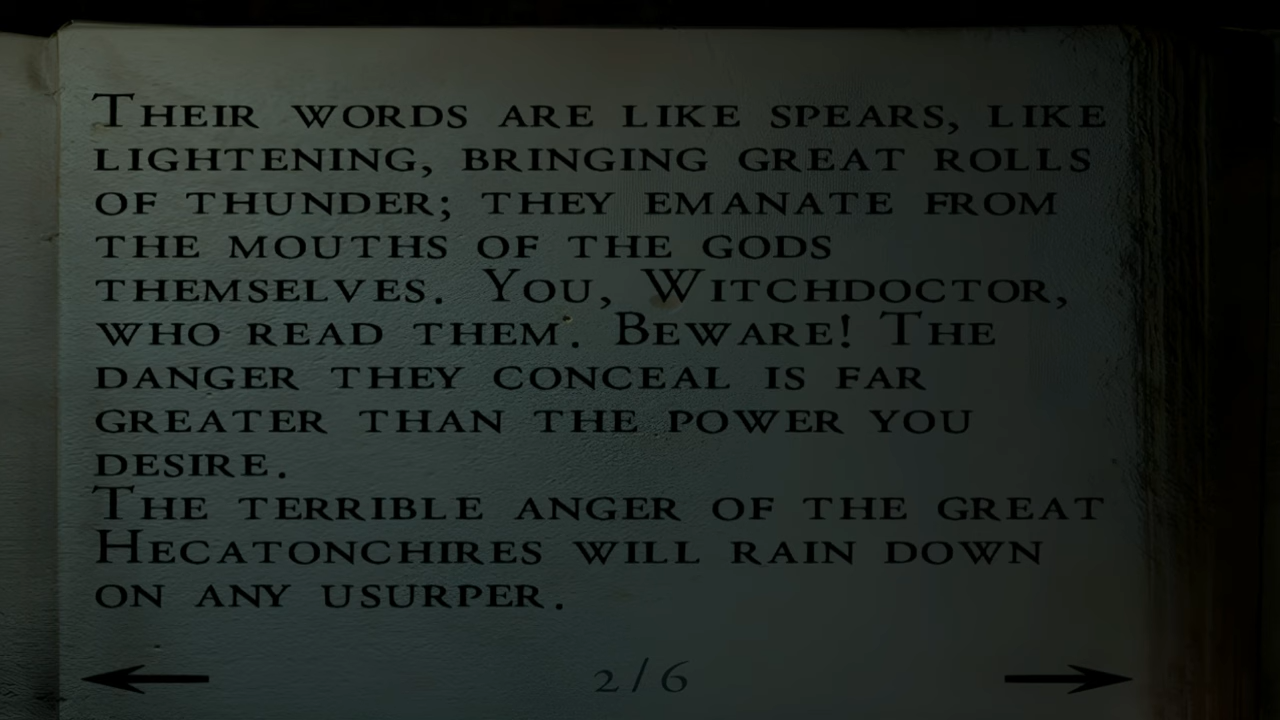 Their words are like spears, like
lightening, bringing great rolls
of thunder; they emanate from
the mouths of the gods
themselves. You, Witchdoctor,
who read them. Beware! The
danger they conceal is far
greater than the power you
desire.
The terrible anger of the great
Hecatonchires will rain down
on any usurper.
2/6